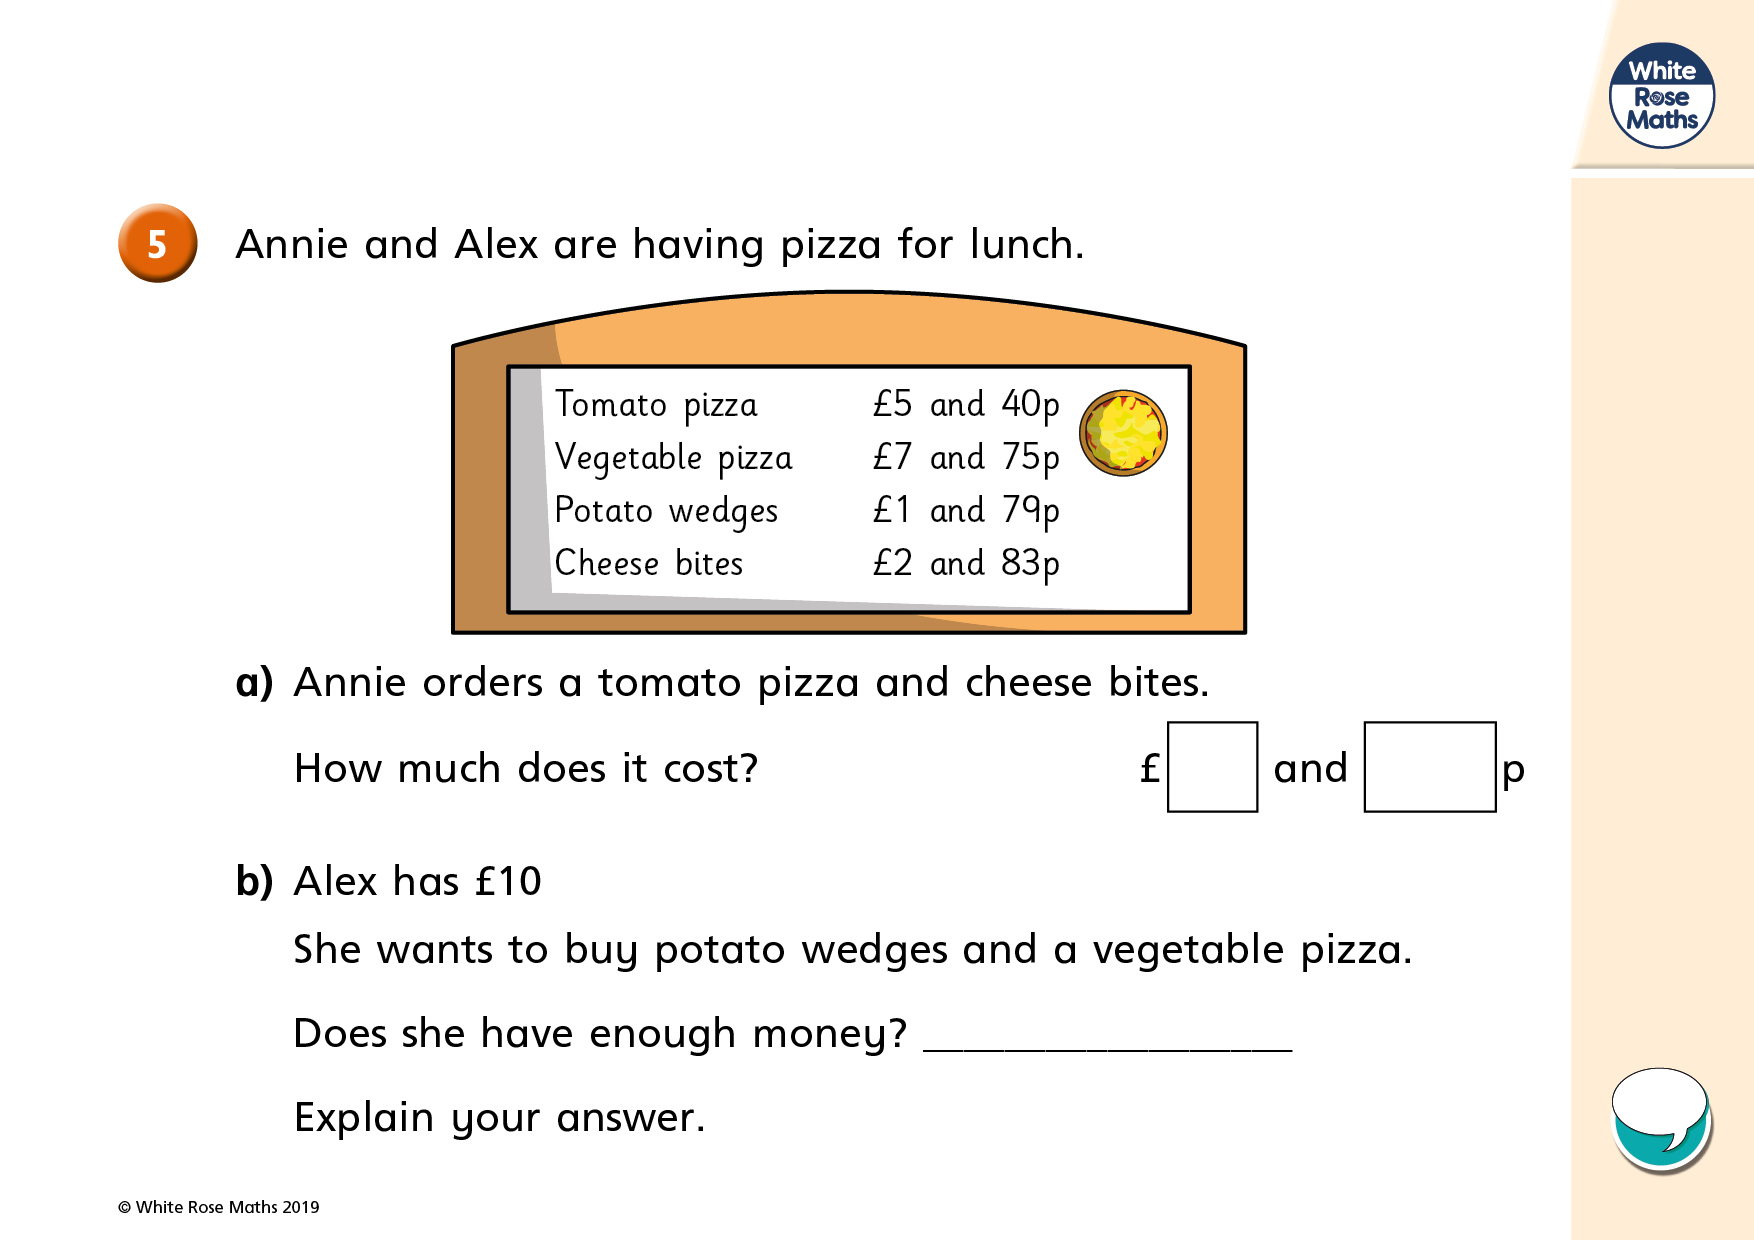 White
Rose
Maths
5 Annie and Alex are having pizza for lunch.
Tomato pizza £5 and 40p
Vegetable pizza £7 and 75p
Potato wedges £1 and 79p
Cheese bites £2 and 83p
a) Annie orders a tomato pizza and cheese bites.
How much does it cost? £ and p
b) Alex has £10
She wants to buy potato wedges and a vegetable pizza.
Does she have enough money? __________________
Explain your answer.
© White Rose Maths 2019